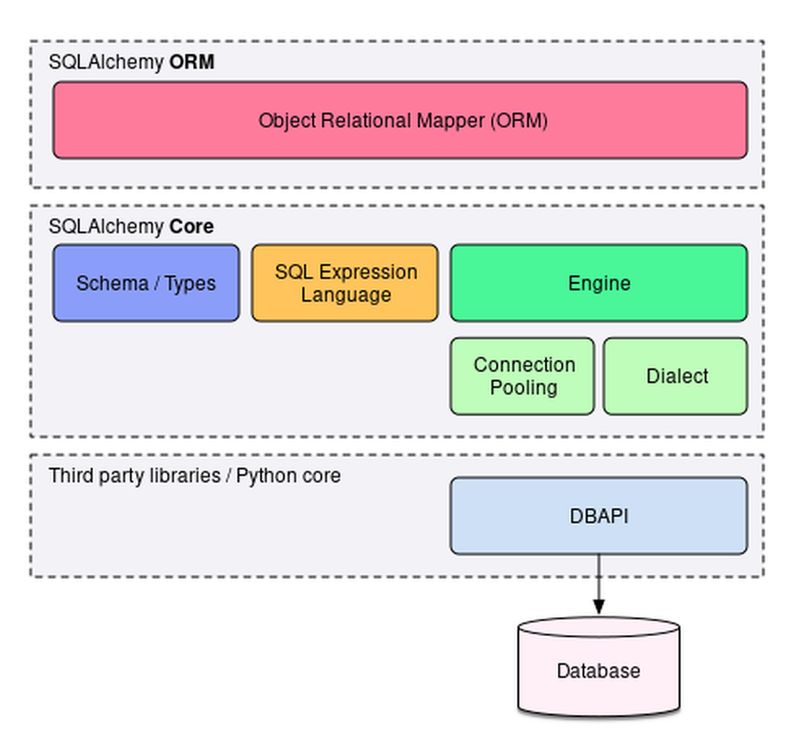 SQLAlchemy ORM
Object Relational Mapper (ORM)
SQLAlchemy Core
Schema / Types
SQL Expression
Language
Engine
Connection
Pooling
Dialect
Third party libraries / Python core
DBAPI
Database